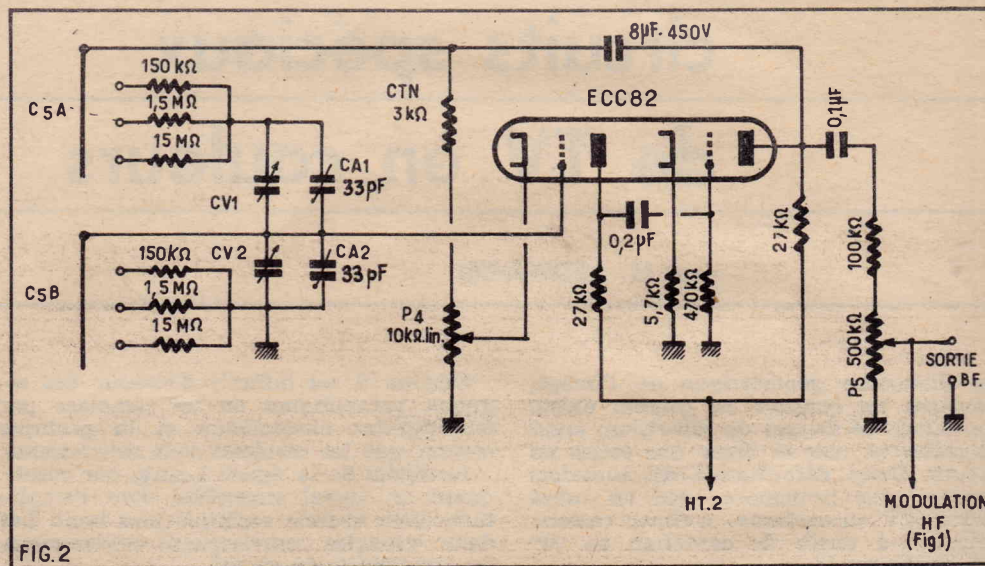 8µF. 450V
150 kΩ
C5A
1,5 MΩ
15 MΩ
CTN
3kΩ
ECC82
0,1µF
CV1
CA1
33pF
CV2
CA2
33pF
0,2µF
27kΩ
100kΩ
C5B
150kΩ
1,5 MΩ
15 MΩ
P4
10kΩ.lin.
27kΩ
5,7kΩ
470kΩ
P5 500kΩ
SORTIE
BF.
HT.2
MODULATION
HF
(Fig1)
FIG.2